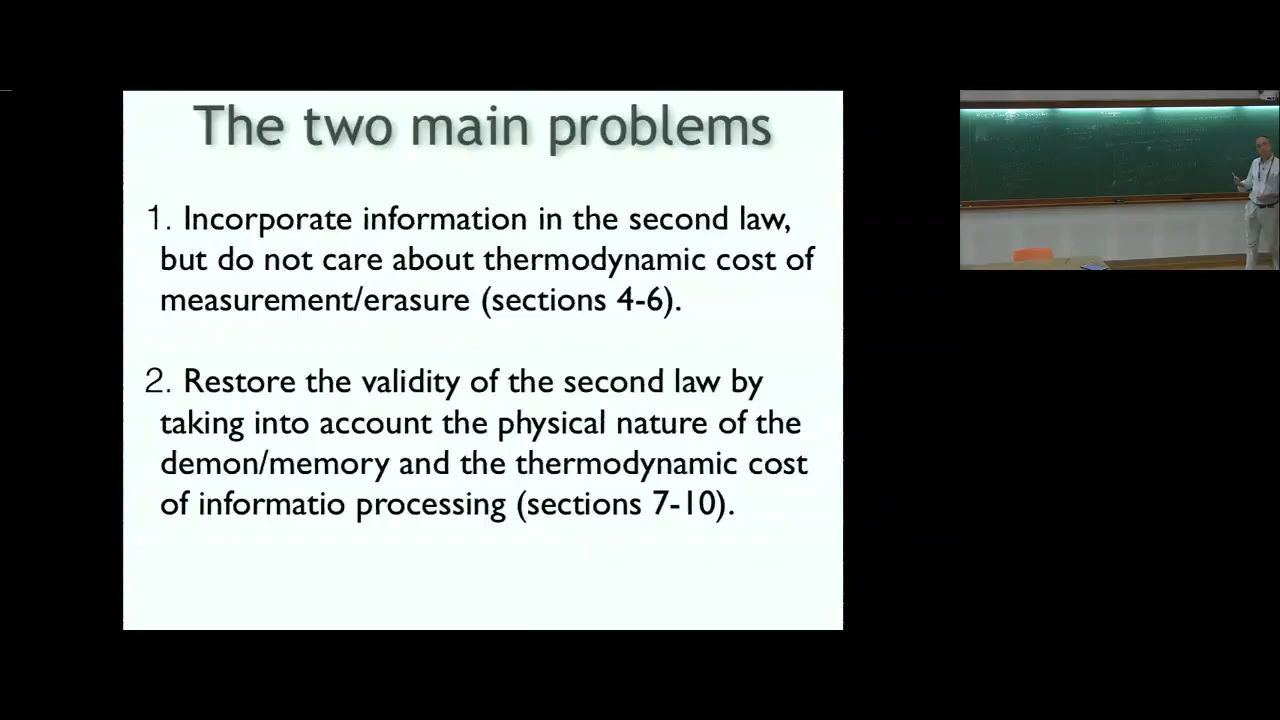 The two main problems
1. Incorporate information in the second law,
but do not care about thermodynamic cost of
measurement/erasure (sections 4-6).
2. Restore the validity of the second law by
taking into account the physical nature of the
demon/memory and the thermodynamic cost
of informatio processing (sections 7-10).